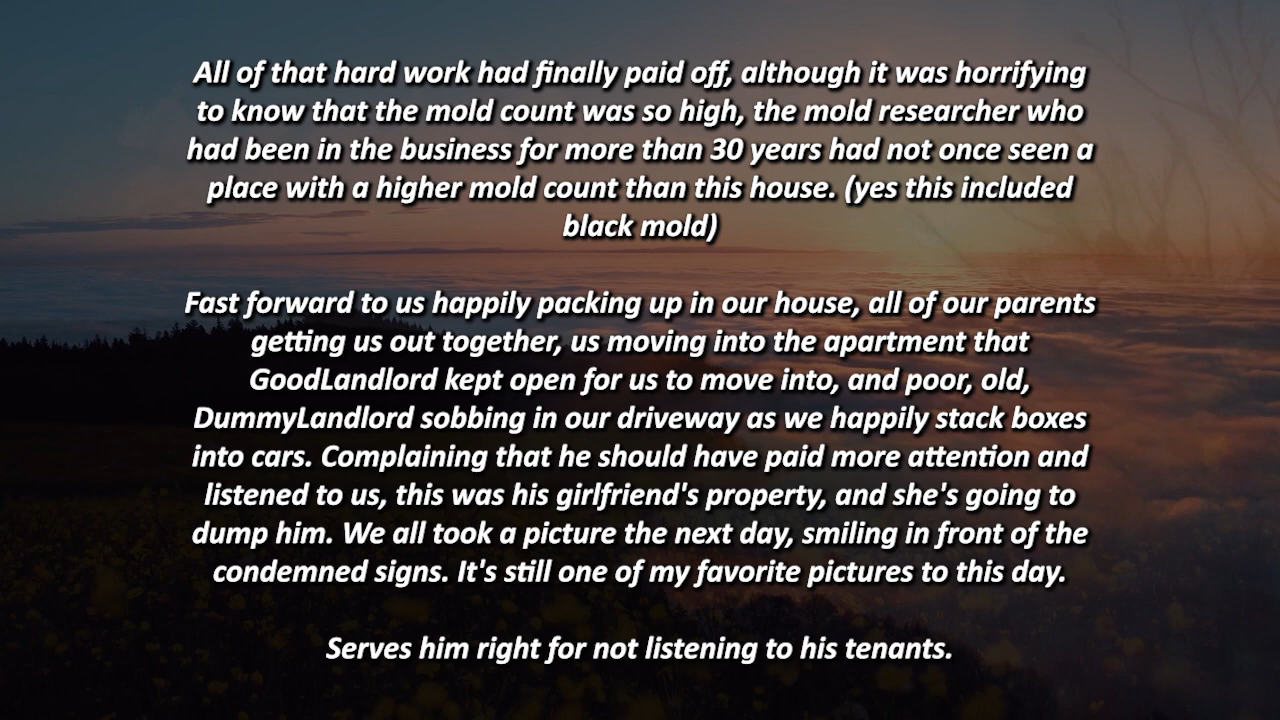 All of that hard work had finally paid off, although it was horrifying
to know that the mold count was so high, the mold researcher who
had been in the business for more than 30 years had not once seen a
place with a higher mold count than this house. (yes this included
black mold)
Fast forward to us happily packing up in our house, all of our parents
getting us out together, us moving into the apartment that
GoodLandlord kept open for us to move into, and poor, old,
DummyLandlord sobbing in our driveway as we happily stack boxes
into cars. Complaining that he should have paid more attention and
listened to us, this was his girlfriend's property, and she's going to
dump him. We all took a picture the next day, smiling in front of the
condemned signs. It's still one of my favorite pictures to this day.
Serves him right for not listening to his tenants.